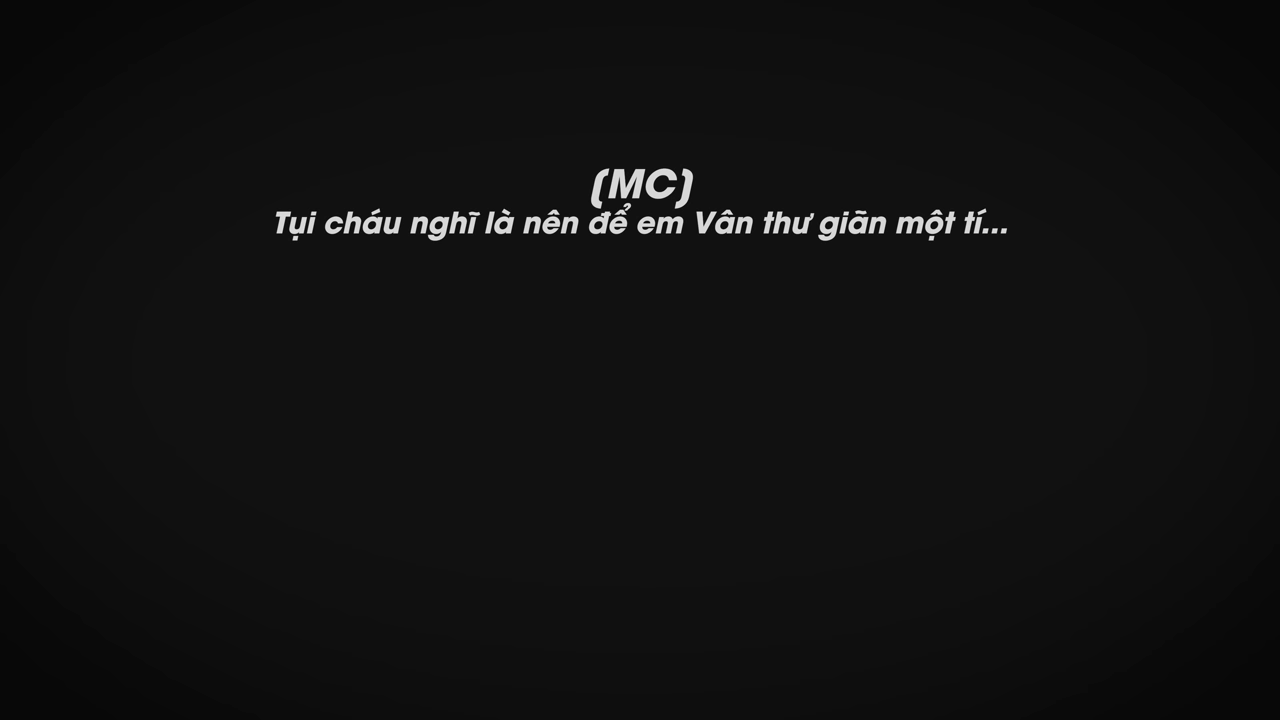 (MC)
Tụi cháu nghĩ là nên để em Vân thư giãn một tí...